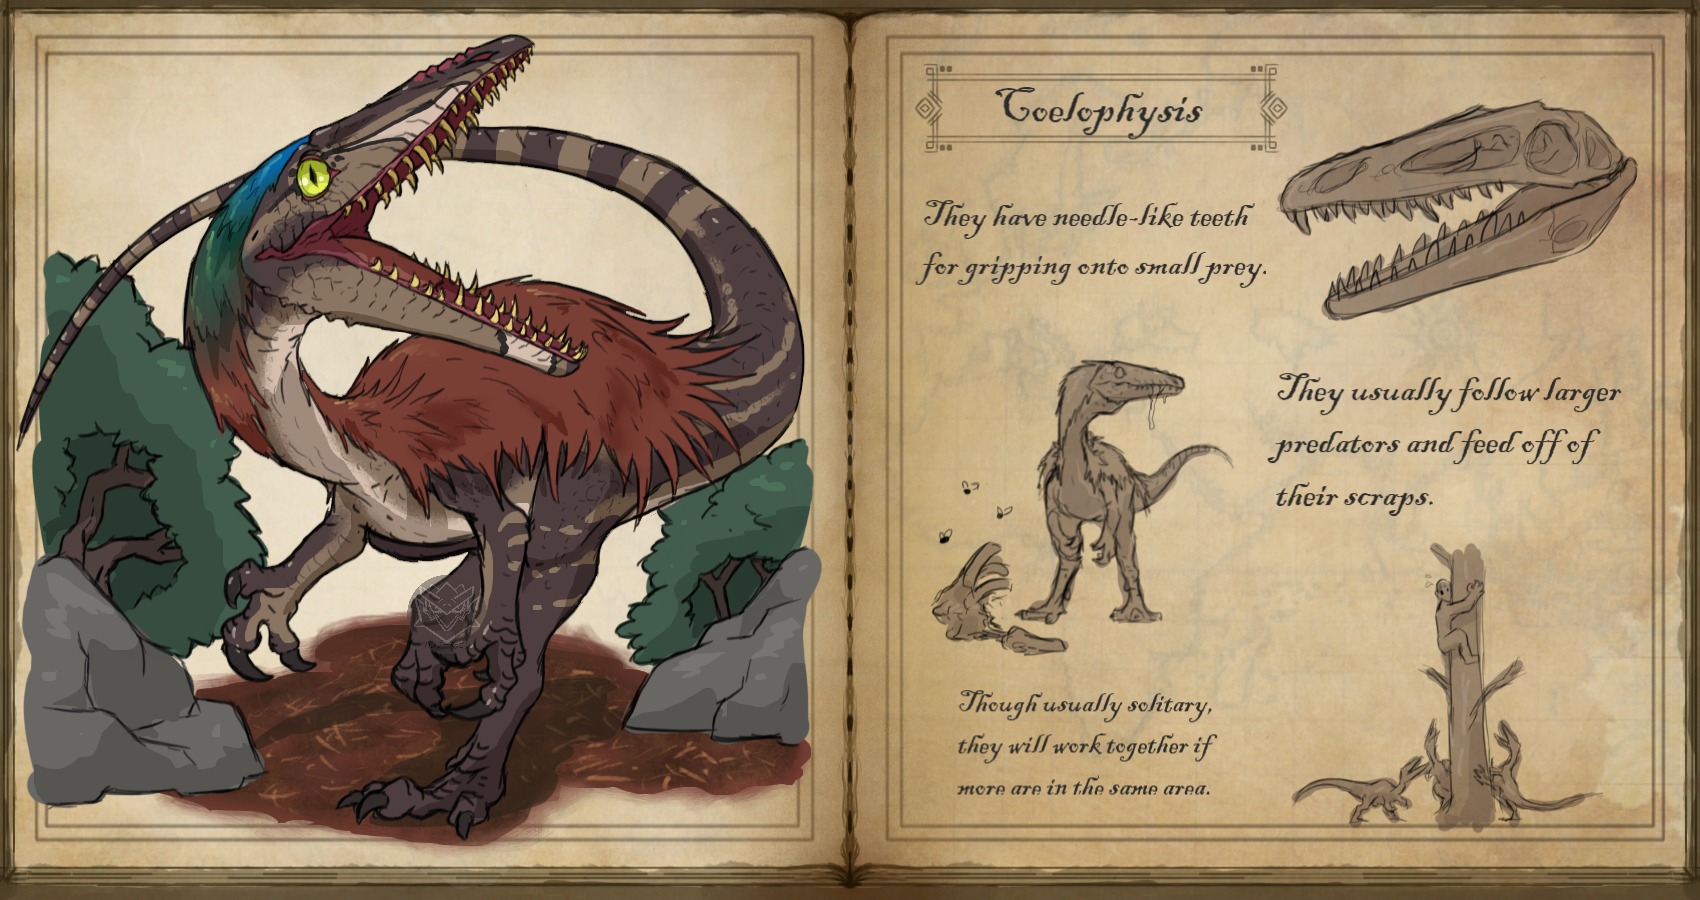 Coelophysis
They have needle-like teeth
for gripping onto small prey.
They usually follow larger
predators and feed off of
their scraps.
Though usually solitary,
they will work together if
more are in the same area.